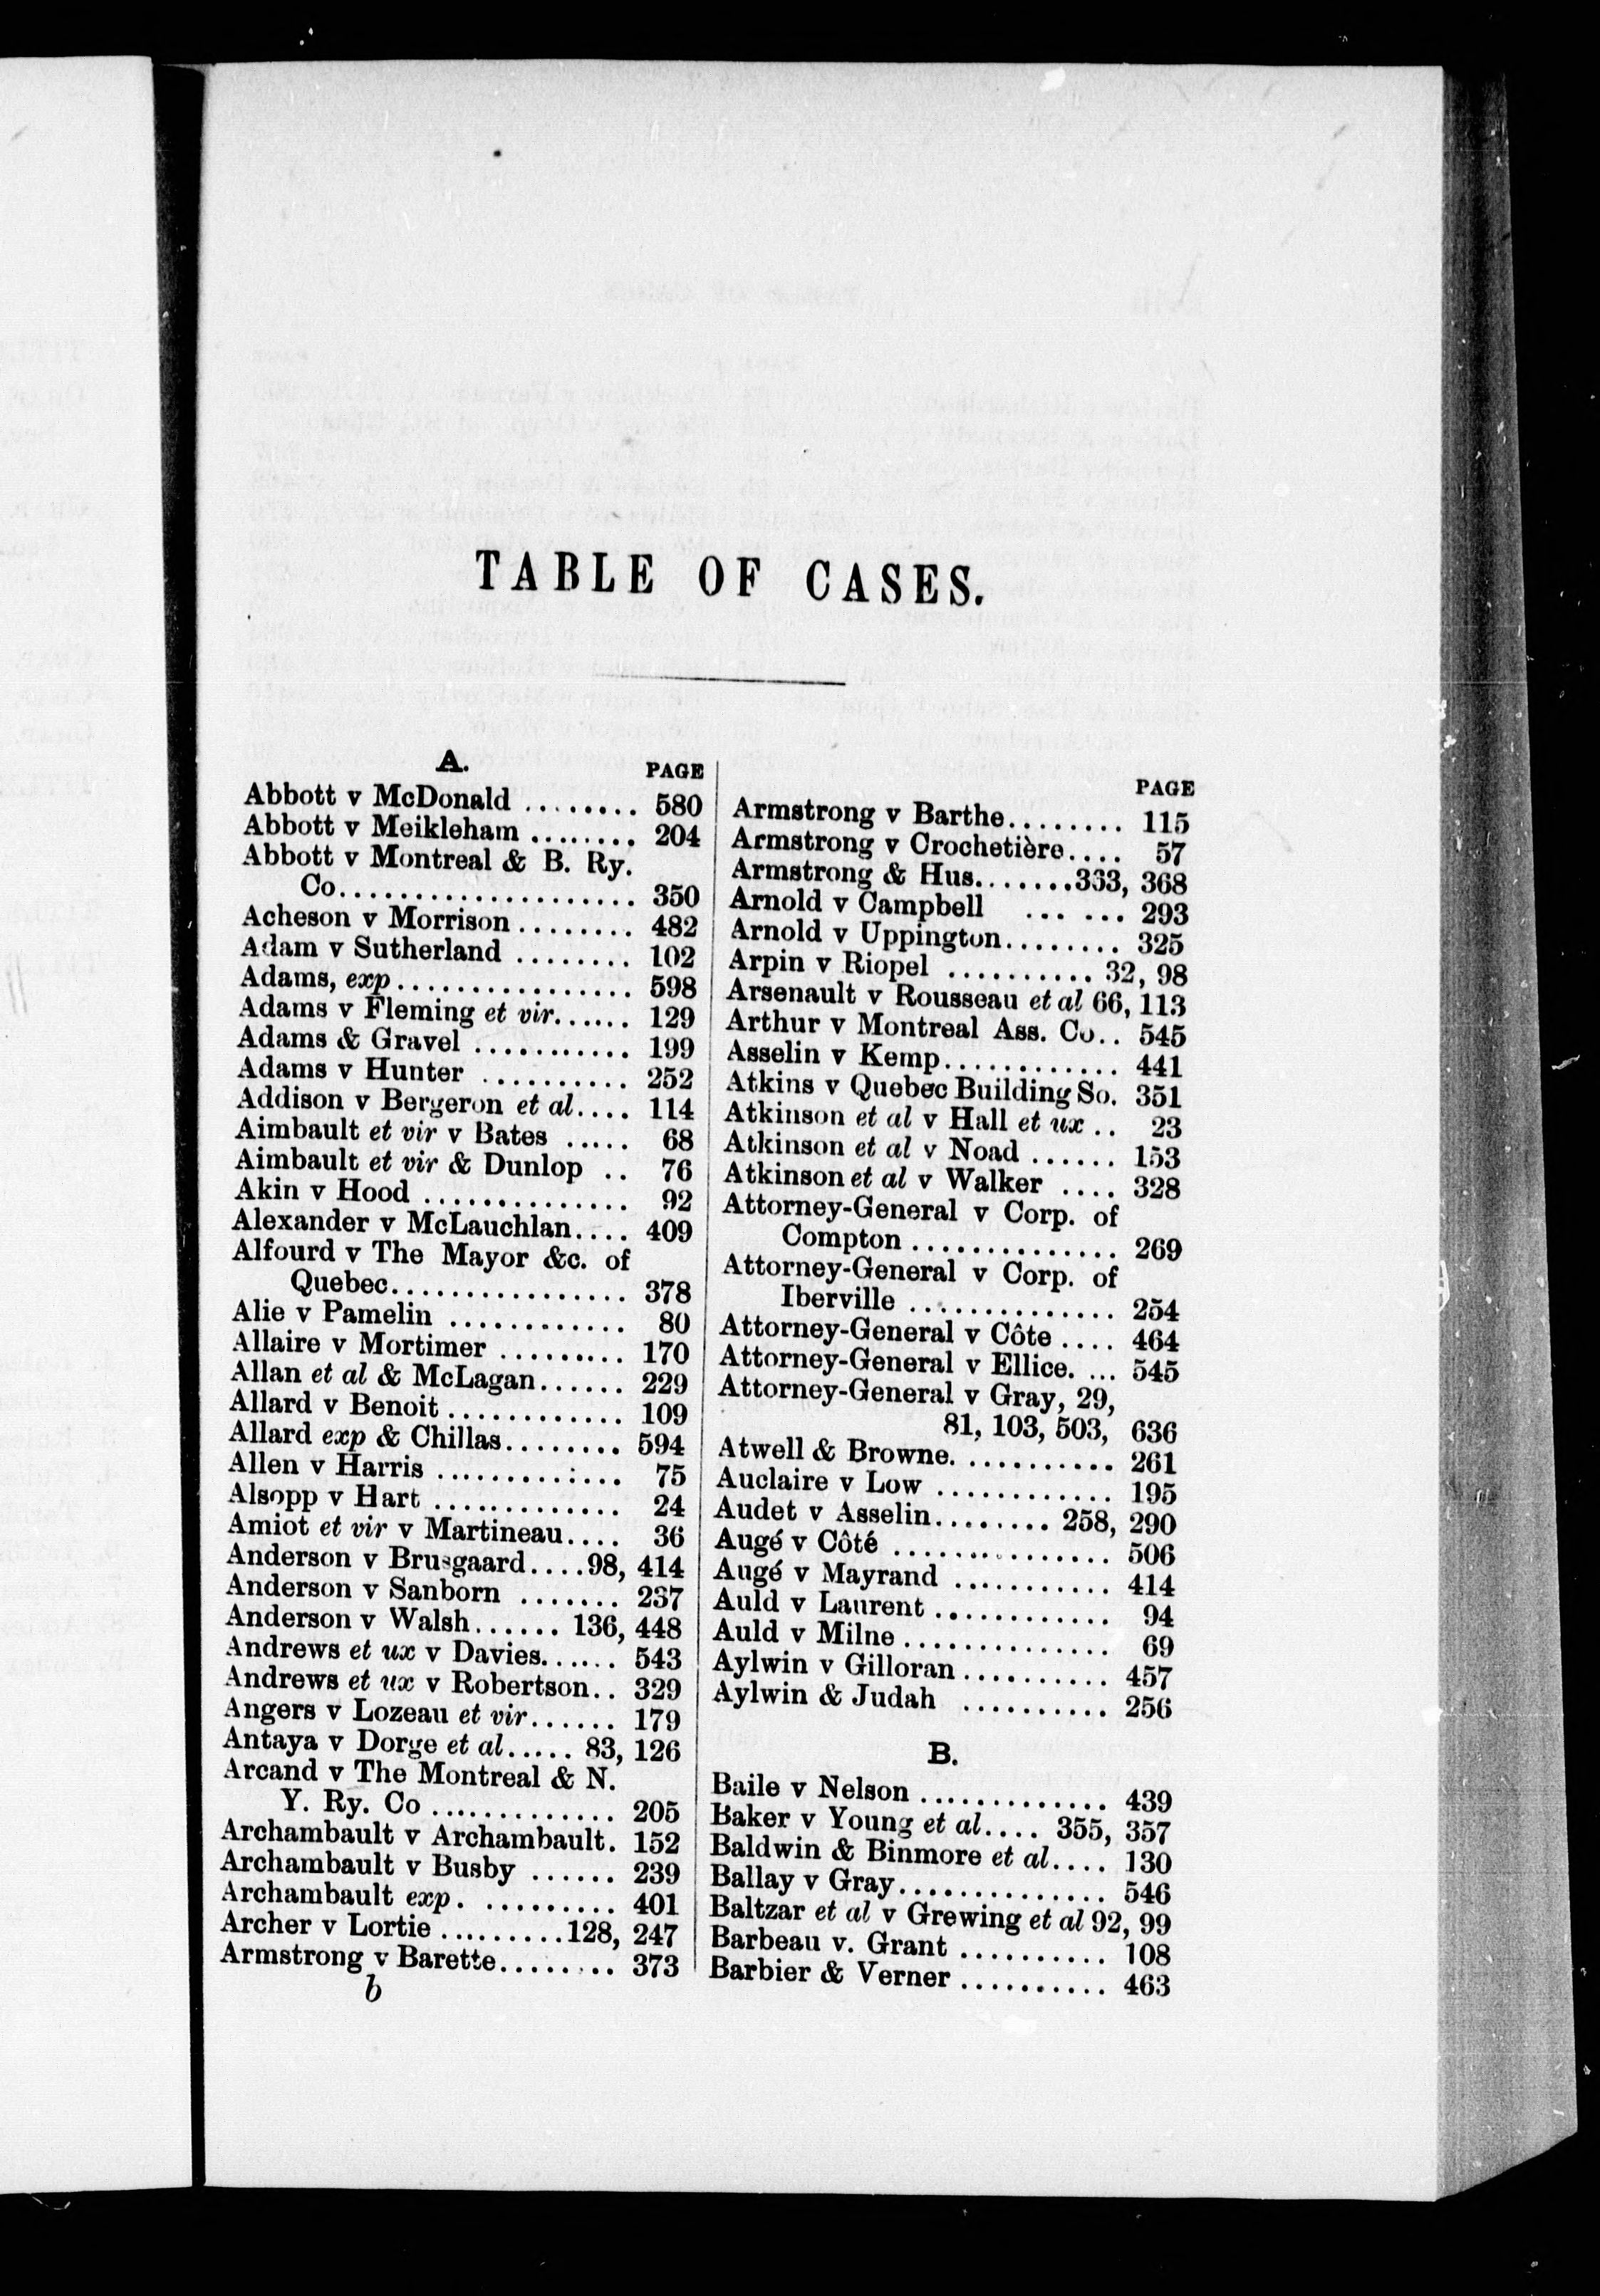 TABLE OF CASES.
A.
PAGE
Abbott v McDonald ........ 580
Abbott v Meikleham ........ 204
Abbott v Montreal & B. Ry.
Co.................... 350
Acheson v Morrison........ 482
Adam v Sutherland ........ 102
Adams, exp................ 598
Adams v Fleming et vir...... 129
Adams & Gravel ........... 199
Adams v Hunter .......... 252
Addison v Bergeron et al.... 114
Aimbault et vir v Bates ..... 68
Aimbault et vir & Dunlop .. 76
Akin v Hood .............. 92
Alexander v McLauchlan.... 409
Alfourd v The Mayor &c. of
Quebec................ 378
Alie v Pamelin ............ 80
Allaire v Mortimer ......... 170
Allan et al & McLagan...... 229
Allard v Benoit............ 109
Allard exp & Chillas........ 594
Allen v Harris ............. 75
Alsopp v Hart ............. 24
Amiot et vir v Martineau.... 36
Anderson v Brusgaard....98, 414
Anderson v Sanborn ....... 237
Anderson v Walsh...... 136, 448
Andrews et ux v Davies...... 543
Andrews et ux v Robertson.. 329
Angers v Lozeau et vir...... 179
Antaya v Dorge et al..... 83, 126
Arcand v The Montreal & N.
Y. Ry. Co ............. 205
Archambault v Archambault. 152
Archambault v Busby ...... 239
Archambault exp. ......... 401
Archer v Lortie .........128, 247
Armstrong v Barette........ 373
b
PAGE
Armstrong v Barthe........ 115
Armstrong v Crochetière.... 57
Armstrong & Hus.......333, 368
Arnold v Campbell ... ... 293
Arnold v Uppington........ 325
Arpin v Riopel .......... 32, 98
Arsenault v Rousseau et al 66, 113
Arthur v Montreal Ass. Co.. 545
Asselin v Kemp............. 441
Atkins v Quebec Building So. 351
Atkinson et al v Hall et ux .. 23
Atkinson et al v Noad ...... 153
Atkinson et al v Walker .... 328
Attorney-General v Corp. of
Compton .............. 269
Attorney-General v Corp. of
Iberville .............. 254
Attorney-General v Côte .... 464
Attorney-General v Ellice. ... 545
Attorney-General v Gray, 29,
81, 103, 503, 636
Atwell & Browne. .......... 261
Auclaire v Low ............ 195
Audet v Asselin........ 258, 290
Augé v Côté ............... 506
Augé v Mayrand ........... 414
Auld v Laurent ............ 94
Auld v Milne .............. 69
Aylwin v Gilloran.......... 457
Aylwin & Judah .......... 256
B.
Baile v Nelson ............. 439
Baker v Young et al.... 355, 357
Baldwin & Binmore et al.... 130
Ballay v Gray.............. 546
Baltzar et al v Grewing et al 92, 99
Barbeau v. Grant .......... 108
Barbier & Verner .......... 463